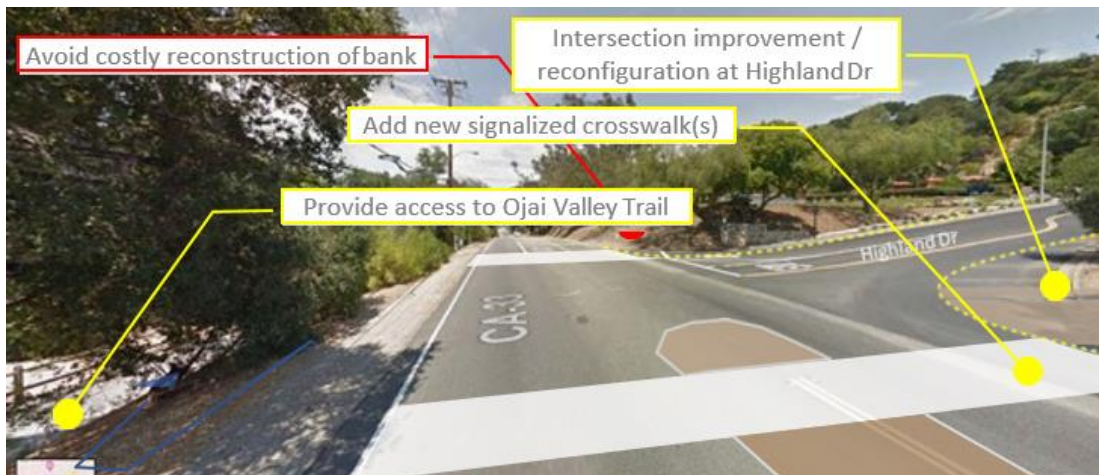 Avoid costly reconstruction of bank
Intersection improvement /
reconfiguration at Highland Dr
Add new signalized crosswalk(s)
Provide access to Ojai Valley Trail
Highland Dr
CA-33